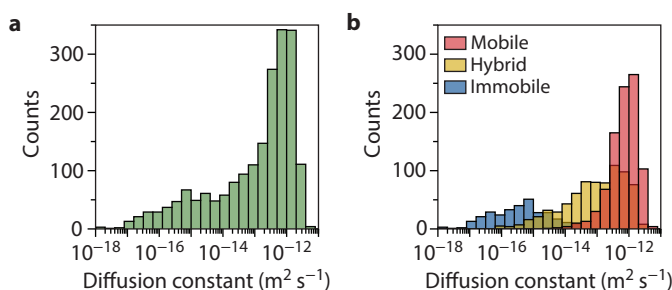 a
300
200
100
0
Counts
10⁻¹⁸ 10⁻¹⁶ 10⁻¹⁴ 10⁻¹²
Diffusion constant (m² s⁻¹)
b
Mobile
Hybrid
Immobile
300
200
100
0
Counts
10⁻¹⁸ 10⁻¹⁶ 10⁻¹⁴ 10⁻¹²
Diffusion constant (m² s⁻¹)